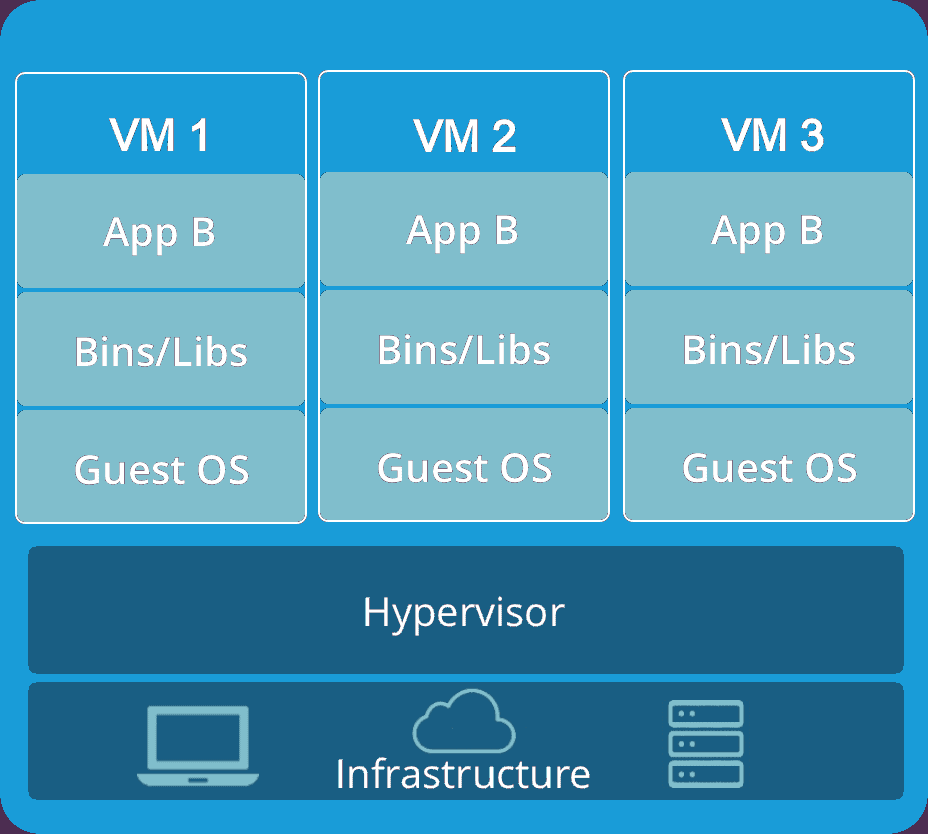 VM 1
App B
Bins/Libs
Guest OS
VM 2
App B
Bins/Libs
Guest OS
VM 3
App B
Bins/Libs
Guest OS
Hypervisor
Infrastructure